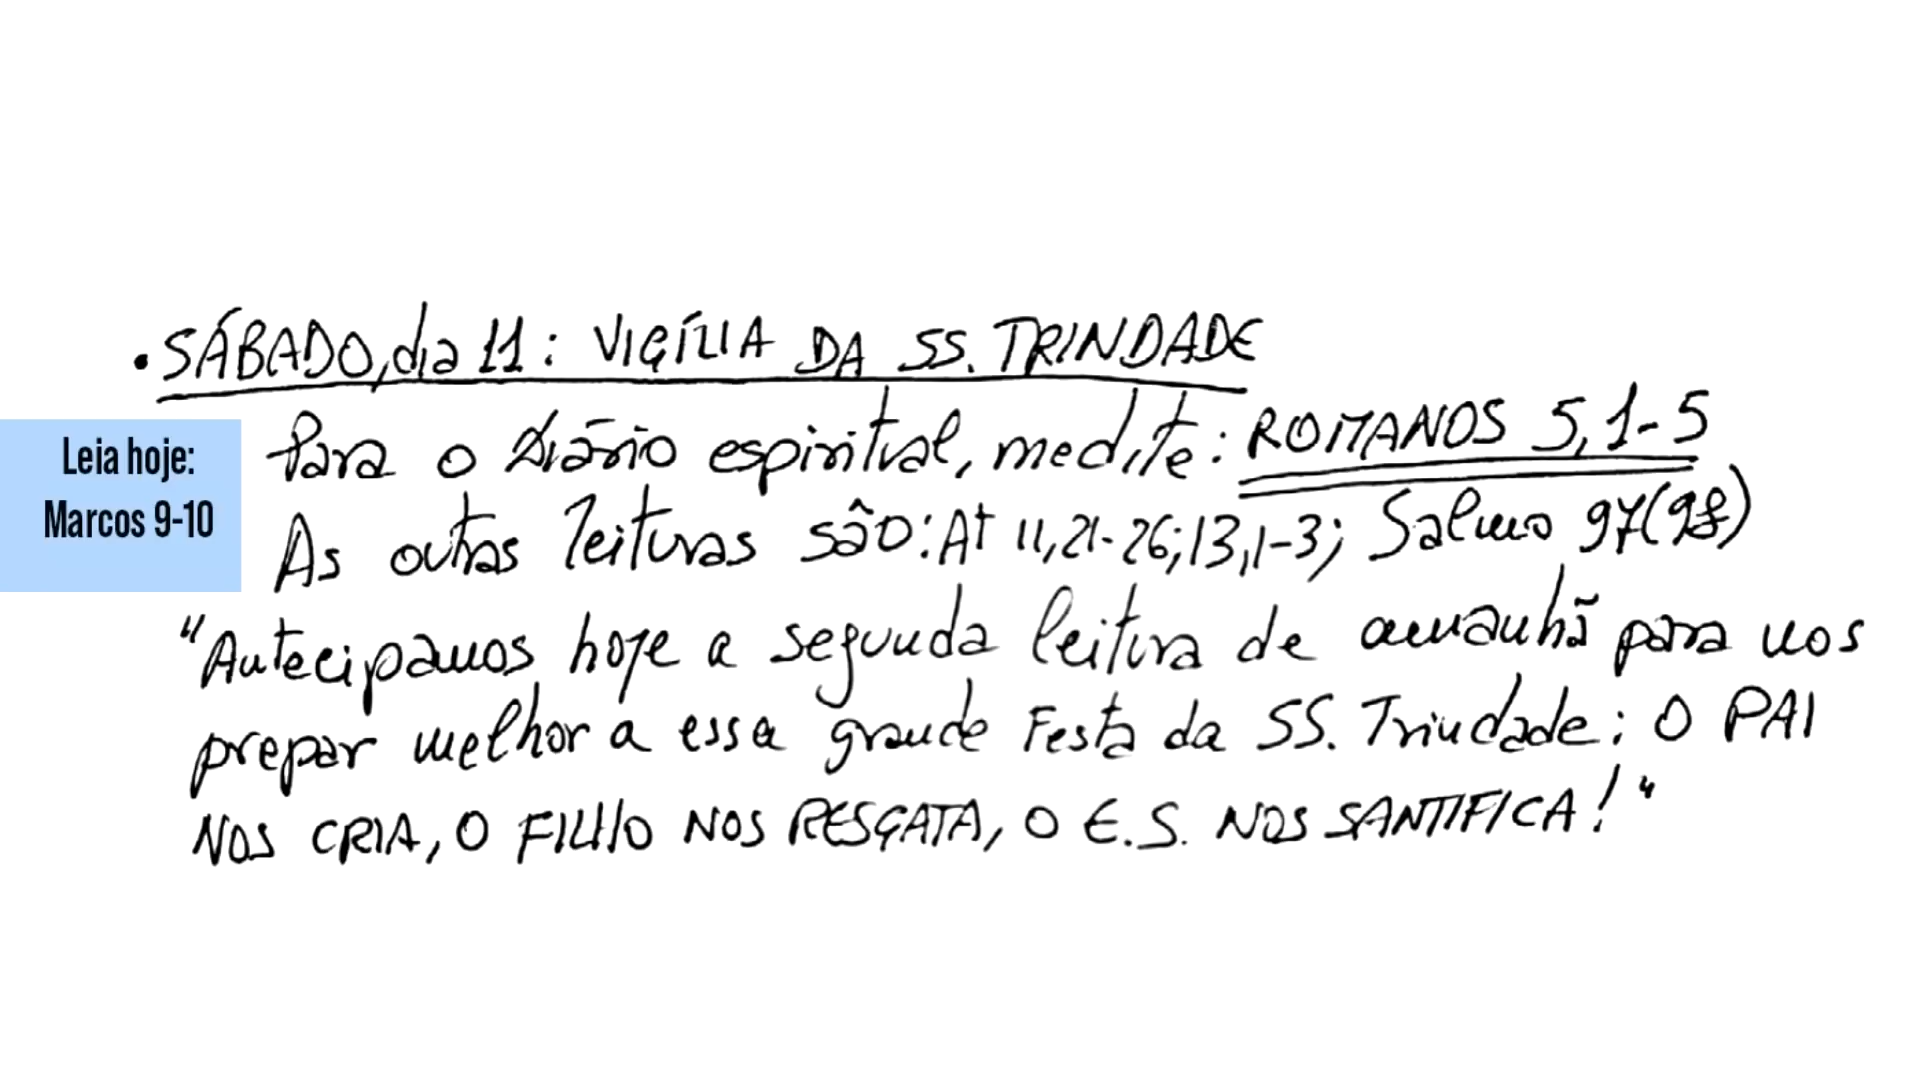 • SÁBADO, dia 11: VIGÍLIA DA SS. TRINDADE
Leia hoje:
Marcos 9-10
Para o Diário espiritual, medite: ROMANOS 5,1-5
As outras leituras são: At 11,21-26;13,1-3; Salmo 97(98)
"Antecipamos hoje a segunda leitura de amanhã para nos
prepar melhor a essa grande Festa da SS. Trindade: O PAI
NOS CRIA, O FILHO NOS RESGATA, O E.S. NOS SANTIFICA!"